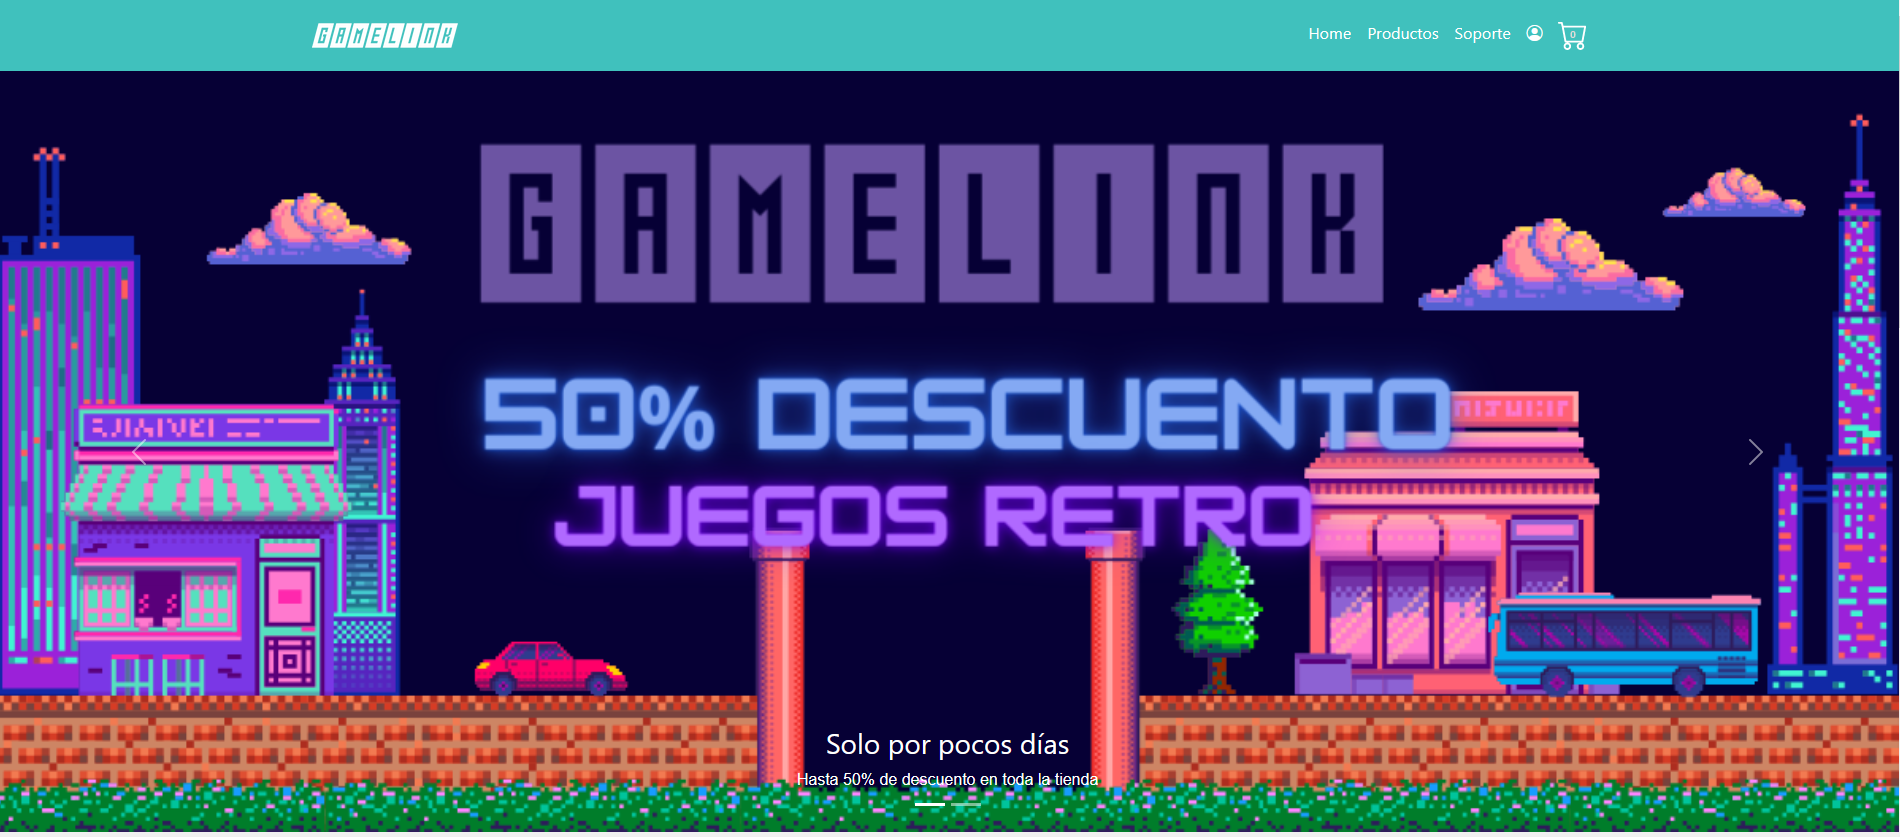 GAMELINK
Home Productos Soporte 0
GAMELINK
50% DESCUENTO
JUEGOS RETRO
Solo por pocos días
Hasta 50% de descuento en toda la tienda